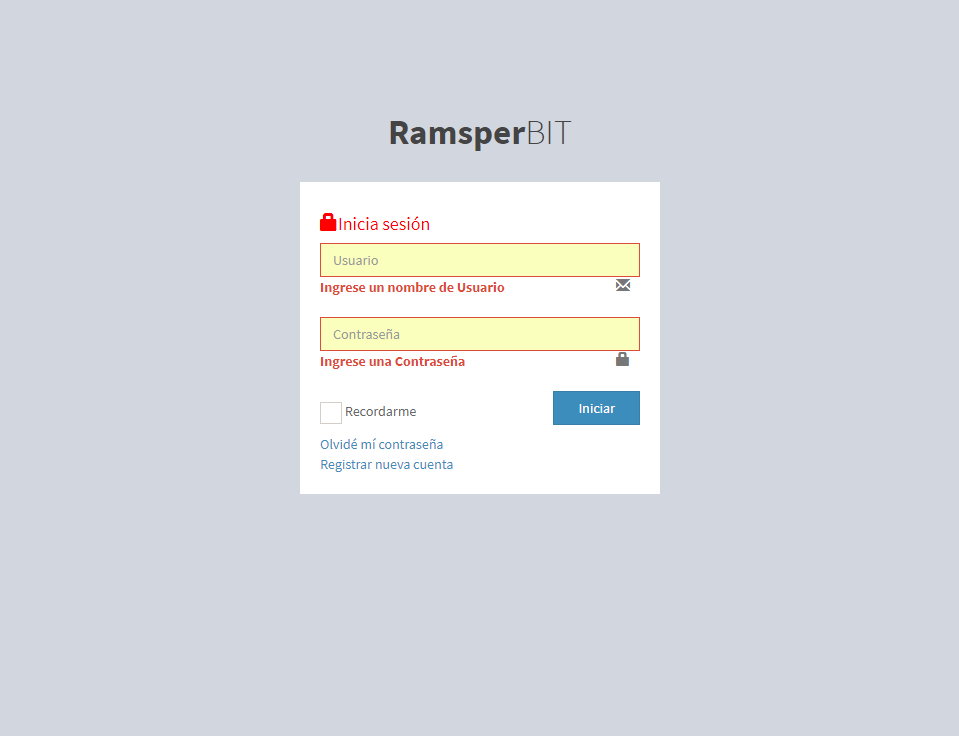 RamsperBIT
Inicia sesión
Usuario
Ingrese un nombre de Usuario
Contraseña
Ingrese una Contraseña
Recordarme
Iniciar
Olvidé mí contraseña
Registrar nueva cuenta